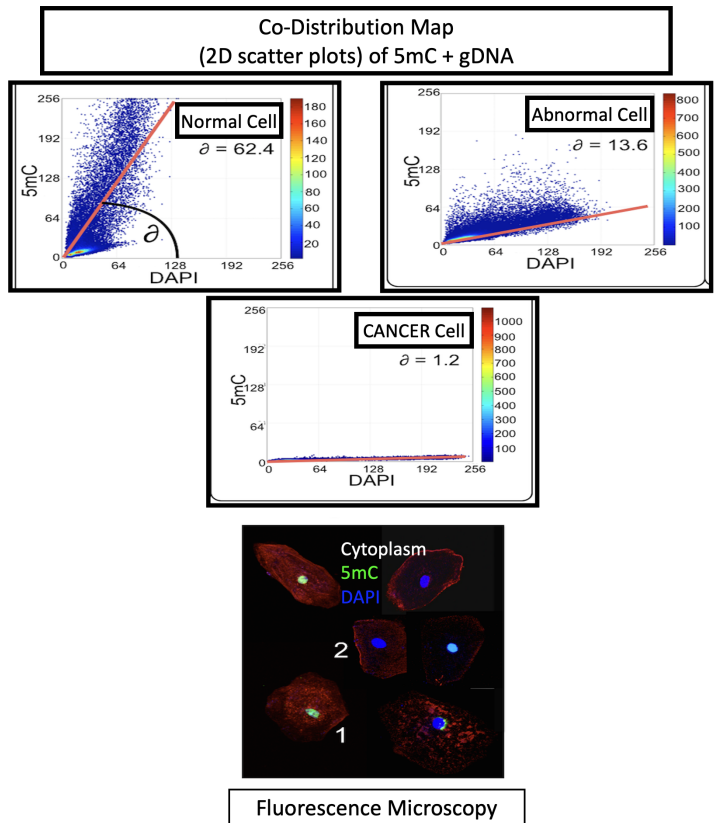 Co-Distribution Map
(2D scatter plots) of 5mC + gDNA
256
192
128
64
0
5mC
Normal Cell
∂ = 62.4
∂
0 64 128 192 256
DAPI
180
160
140
120
100
80
60
40
20
256
192
128
64
0
5mC
Abnormal Cell
∂ = 13.6
0 64 128 192 256
DAPI
800
700
600
500
400
300
200
100
256
192
128
64
0
5mC
CANCER Cell
∂ = 1.2
0 64 128 192 256
DAPI
1000
900
800
700
600
500
400
300
200
100
Cytoplasm
5mC
DAPI
2
1
Fluorescence Microscopy